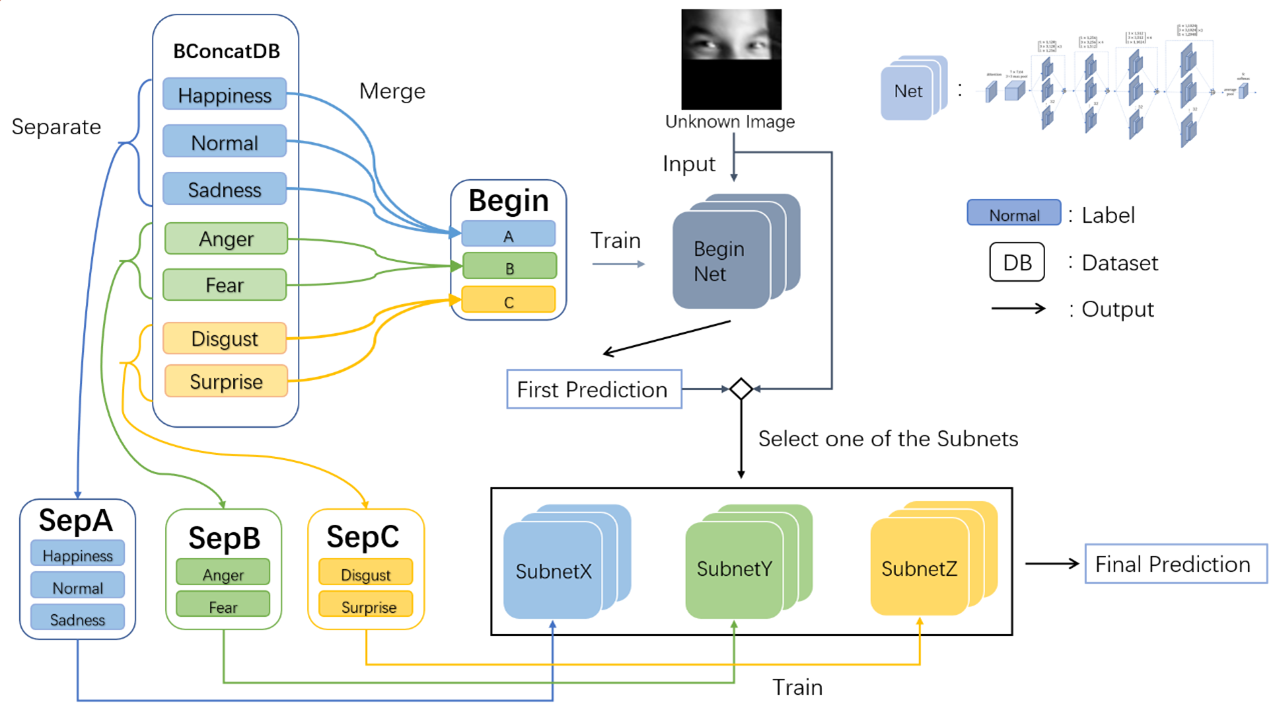 BConcatDB
Happiness
Normal
Sadness
Anger
Fear
Disgust
Surprise
Separate
Merge
Begin
A
B
C
Train
Unknown Image
Input
Begin
Net
First Prediction
Select one of the Subnets
Net
:
Normal
: Label
DB
: Dataset
: Output
SepA
Happiness
Normal
Sadness
SepB
Anger
Fear
SepC
Disgust
Surprise
SubnetX
SubnetY
SubnetZ
Final Prediction
Train